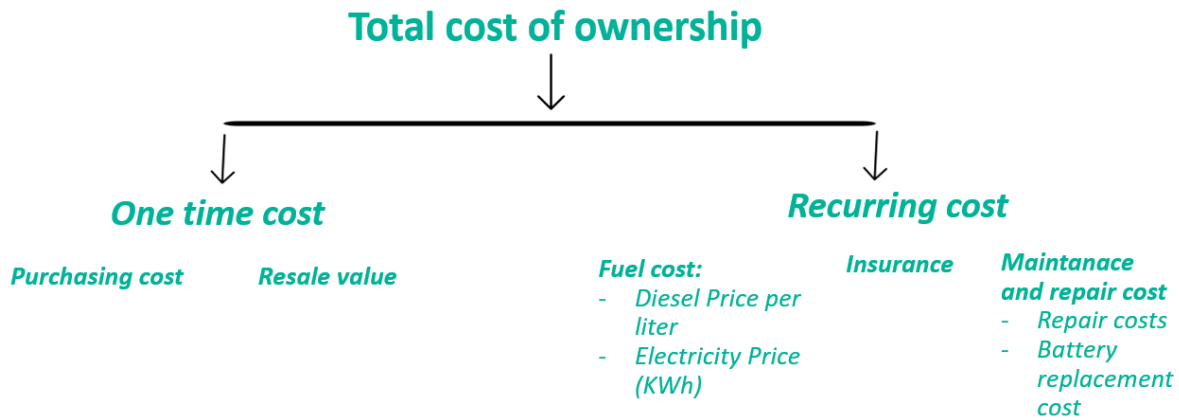 Total cost of ownership
One time cost
Purchasing cost
Resale value
Recurring cost
Fuel cost:
- Diesel Price per
liter
- Electricity Price
(KWh)
Insurance
Maintanace
and repair cost
- Repair costs
- Battery
replacement
cost